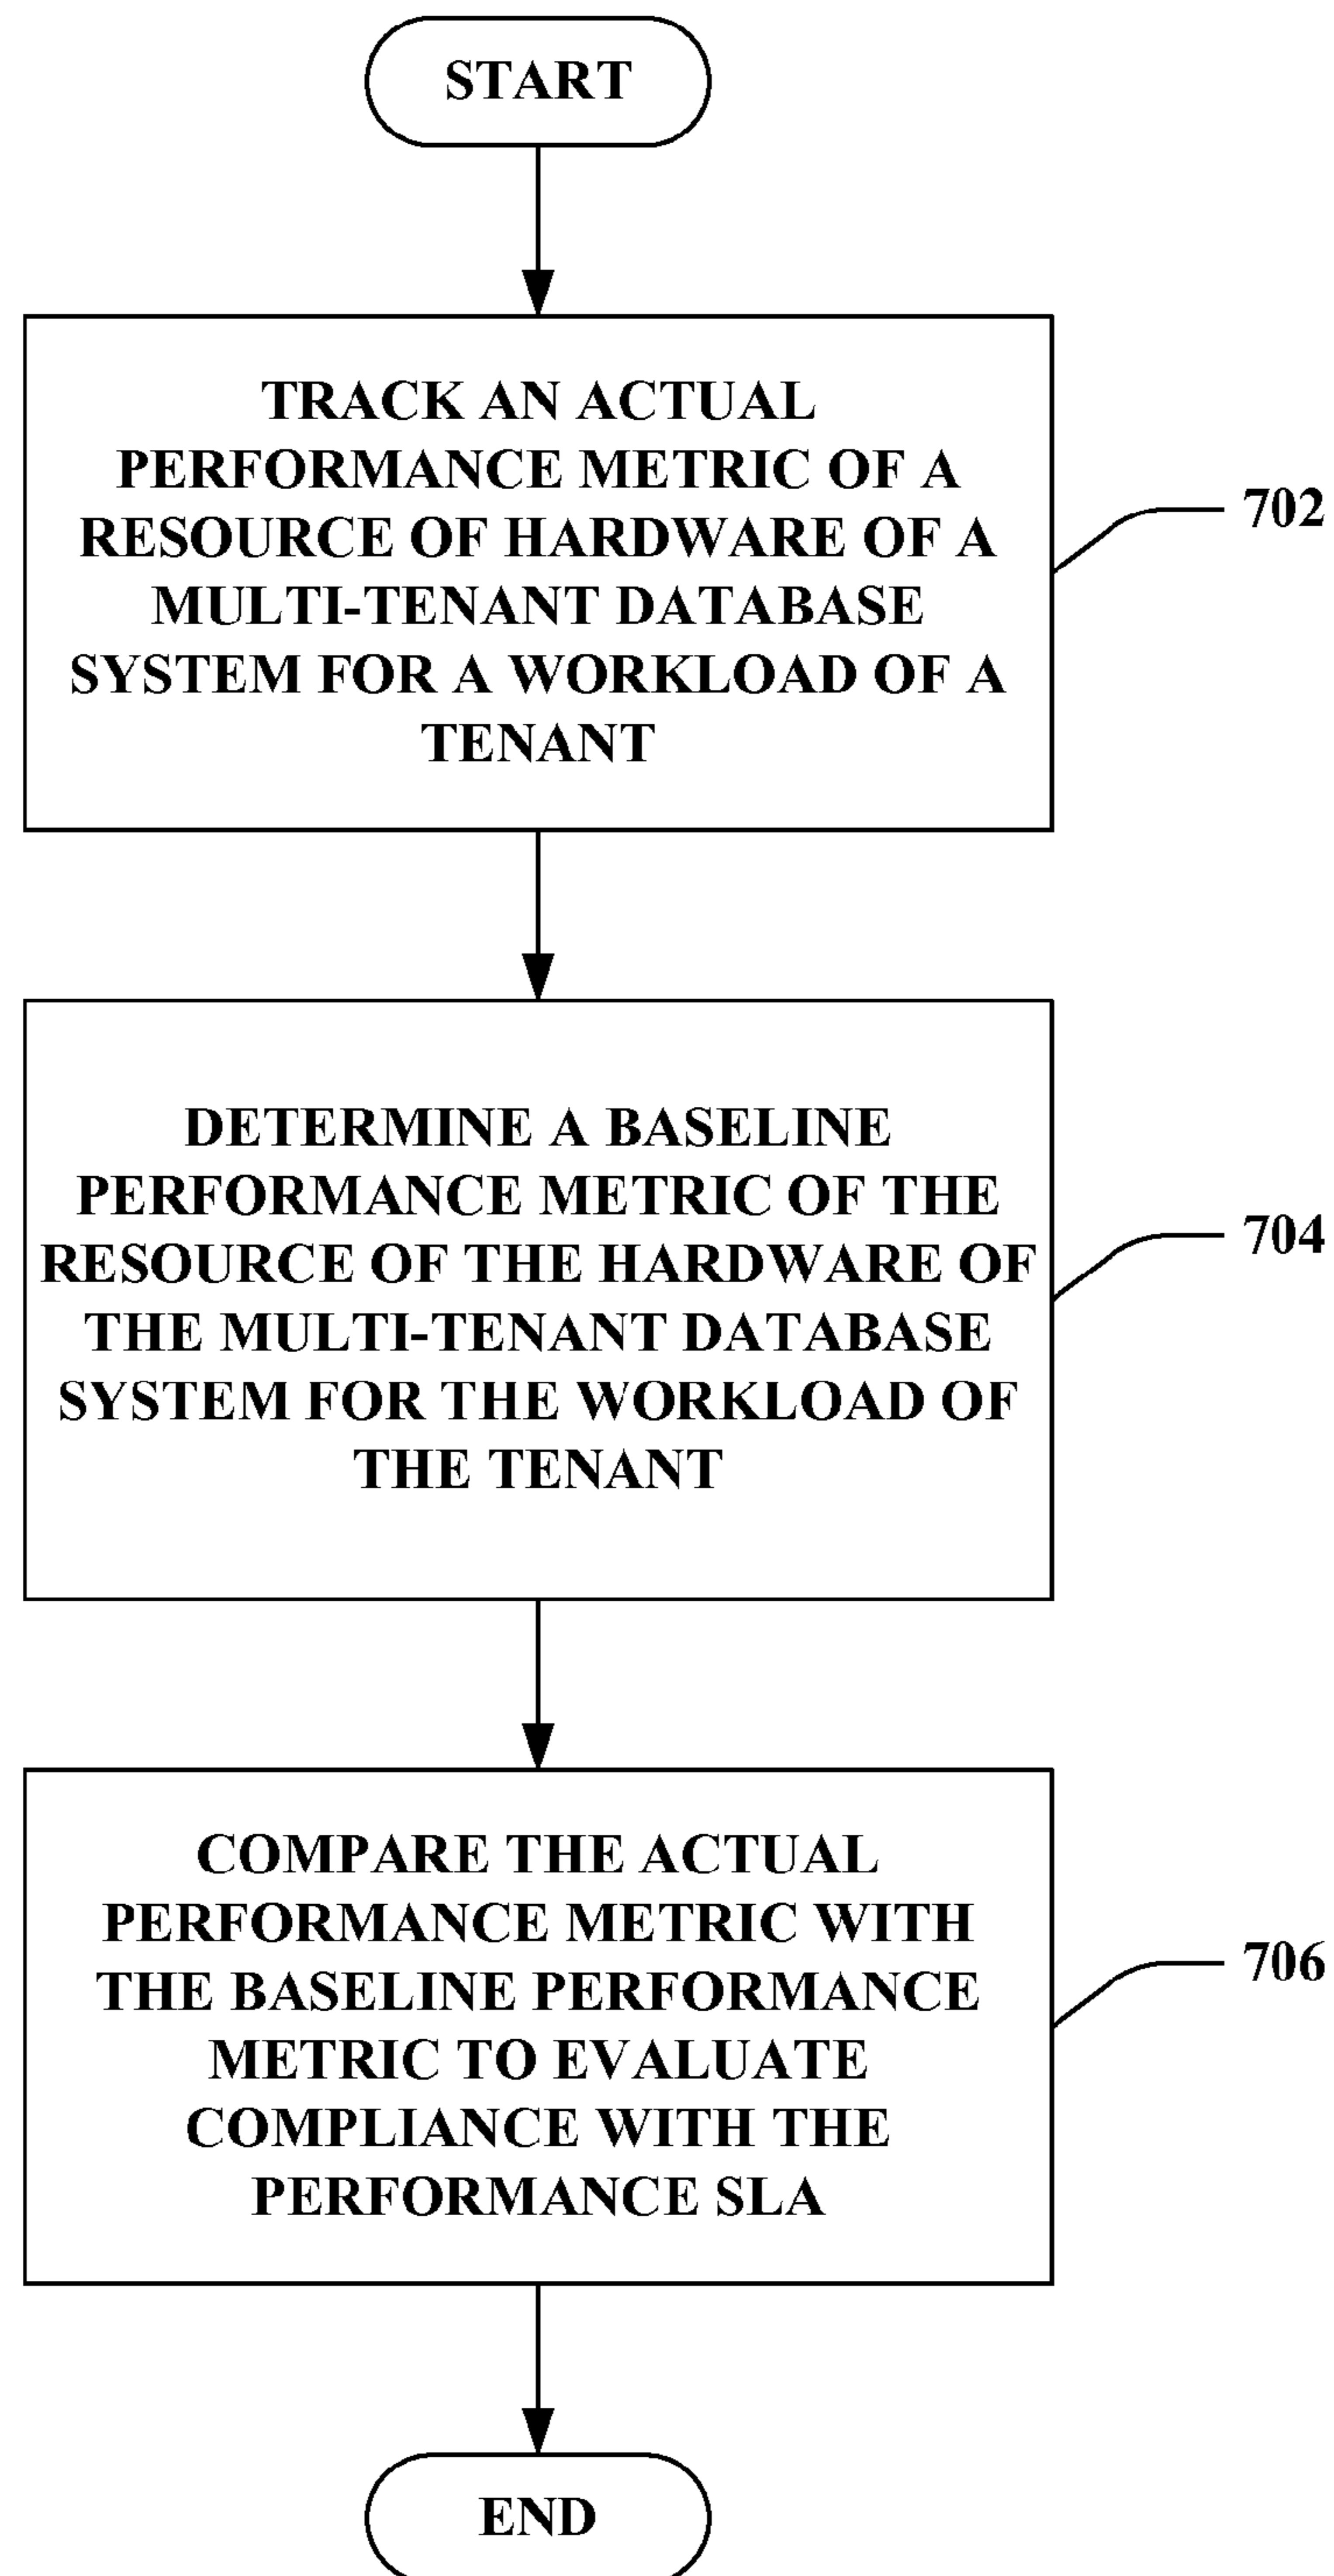 START
TRACK AN ACTUAL
PERFORMANCE METRIC OF A
RESOURCE OF HARDWARE OF A
MULTI-TENANT DATABASE
SYSTEM FOR A WORKLOAD OF A
TENANT
702
DETERMINE A BASELINE
PERFORMANCE METRIC OF THE
RESOURCE OF THE HARDWARE OF
THE MULTI-TENANT DATABASE
SYSTEM FOR THE WORKLOAD OF
THE TENANT
704
COMPARE THE ACTUAL
PERFORMANCE METRIC WITH
THE BASELINE PERFORMANCE
METRIC TO EVALUATE
COMPLIANCE WITH THE
PERFORMANCE SLA
706
END